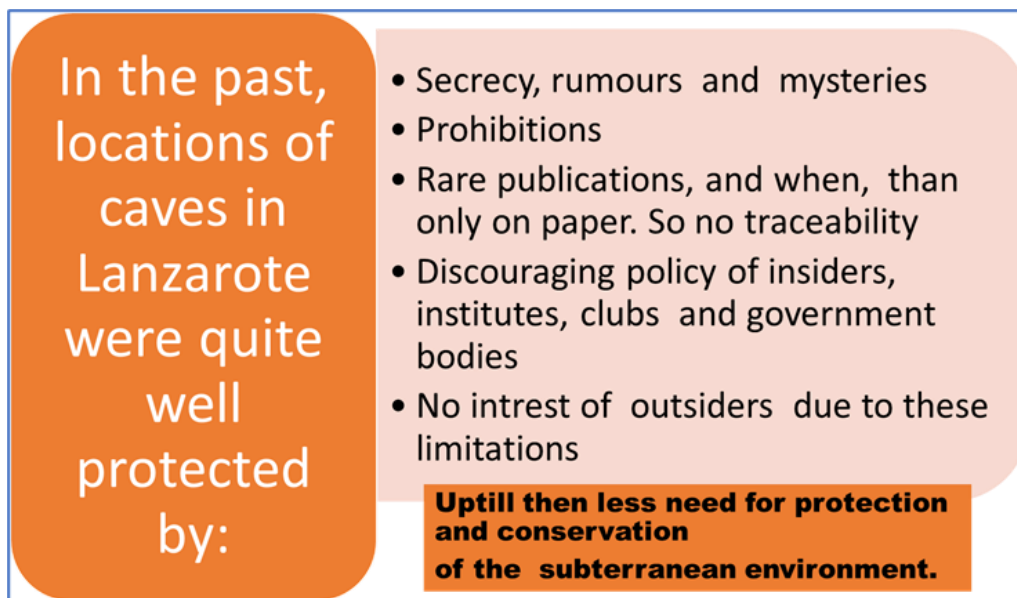 In the past,
locations of
caves in
Lanzarote
were quite
well
protected
by:
• Secrecy, rumours and mysteries
• Prohibitions
• Rare publications, and when, than
only on paper. So no traceability
• Discouraging policy of insiders,
institutes, clubs and government
bodies
• No intrest of outsiders due to these
limitations
Uptill then less need for protection
and conservation
of the subterranean environment.